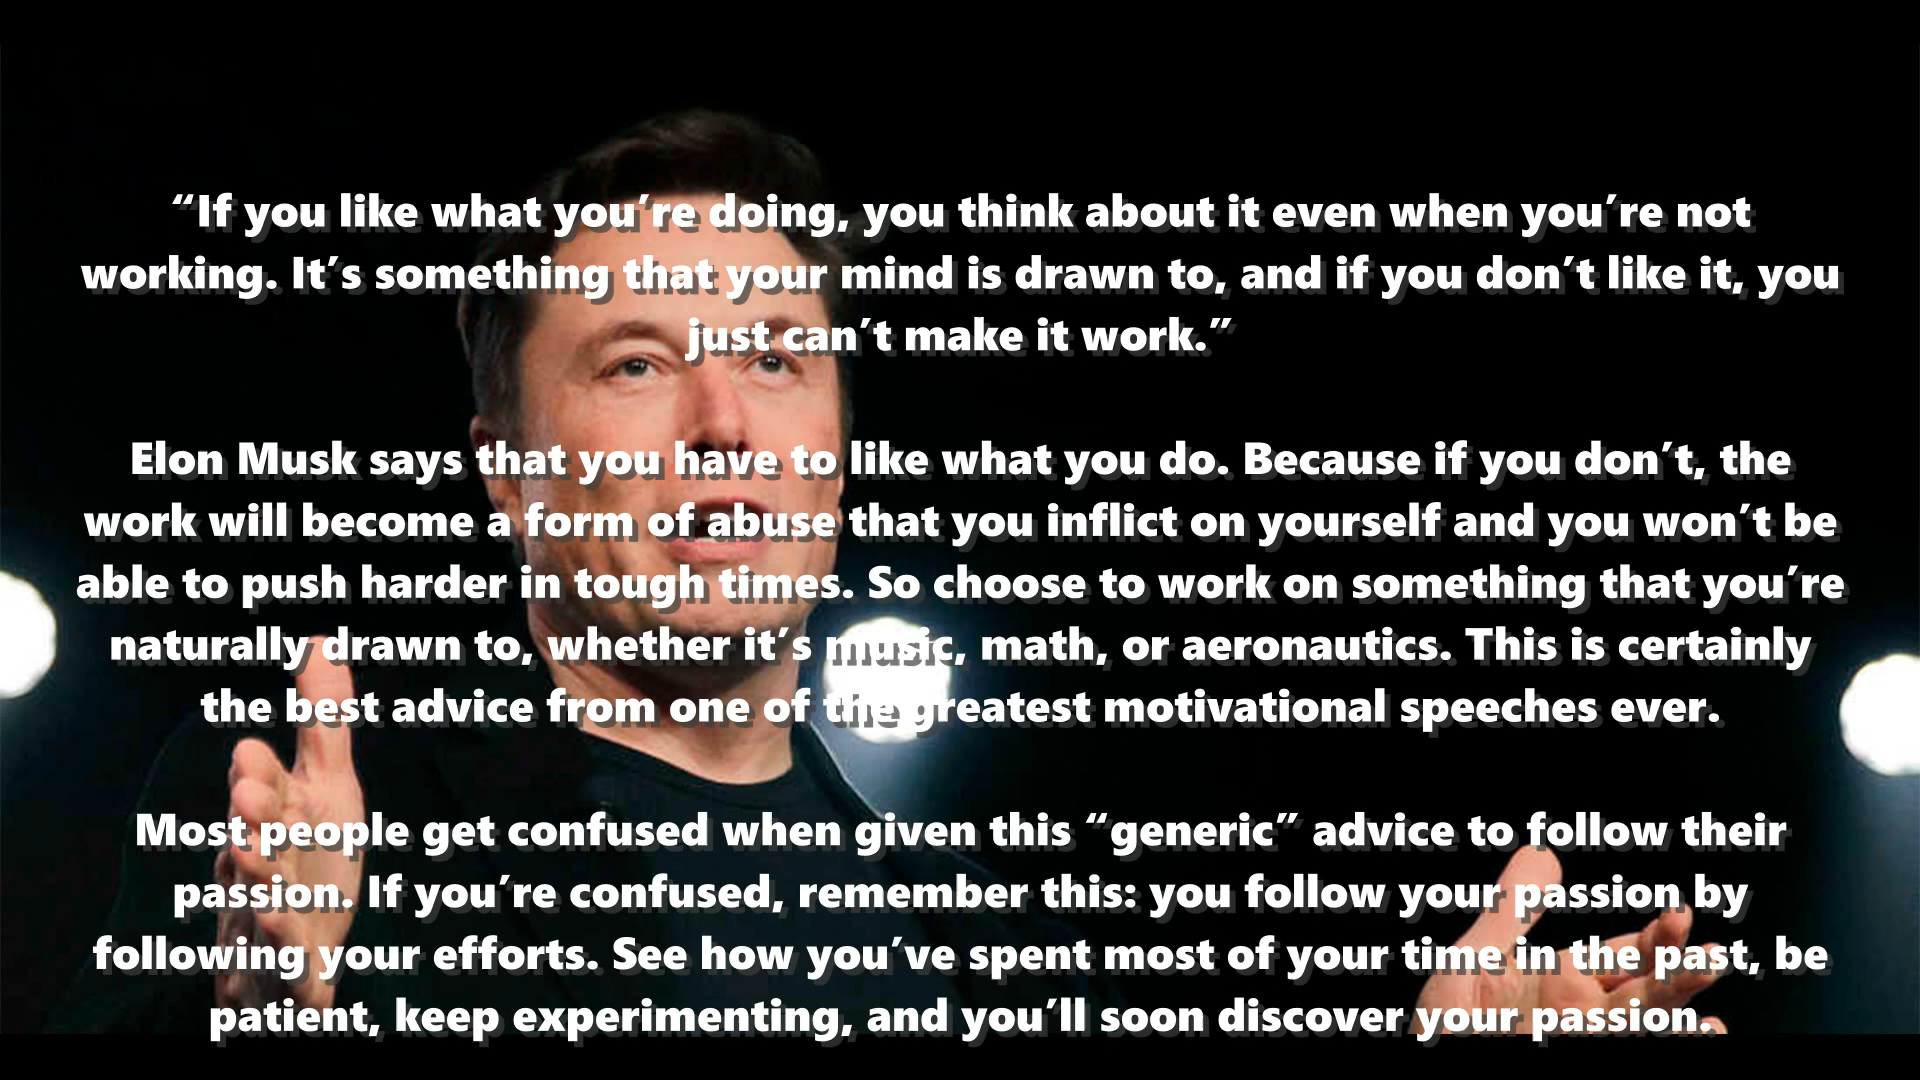 “If you like what you’re doing, you think about it even when you’re not
working. It’s something that your mind is drawn to, and if you don’t like it, you
just can’t make it work.”
Elon Musk says that you have to like what you do. Because if you don’t, the
work will become a form of abuse that you inflict on yourself and you won’t be
able to push harder in tough times. So choose to work on something that you’re
naturally drawn to, whether it’s music, math, or aeronautics. This is certainly
the best advice from one of the greatest motivational speeches ever.
Most people get confused when given this “generic” advice to follow their
passion. If you’re confused, remember this: you follow your passion by
following your efforts. See how you’ve spent most of your time in the past, be
patient, keep experimenting, and you’ll soon discover your passion.